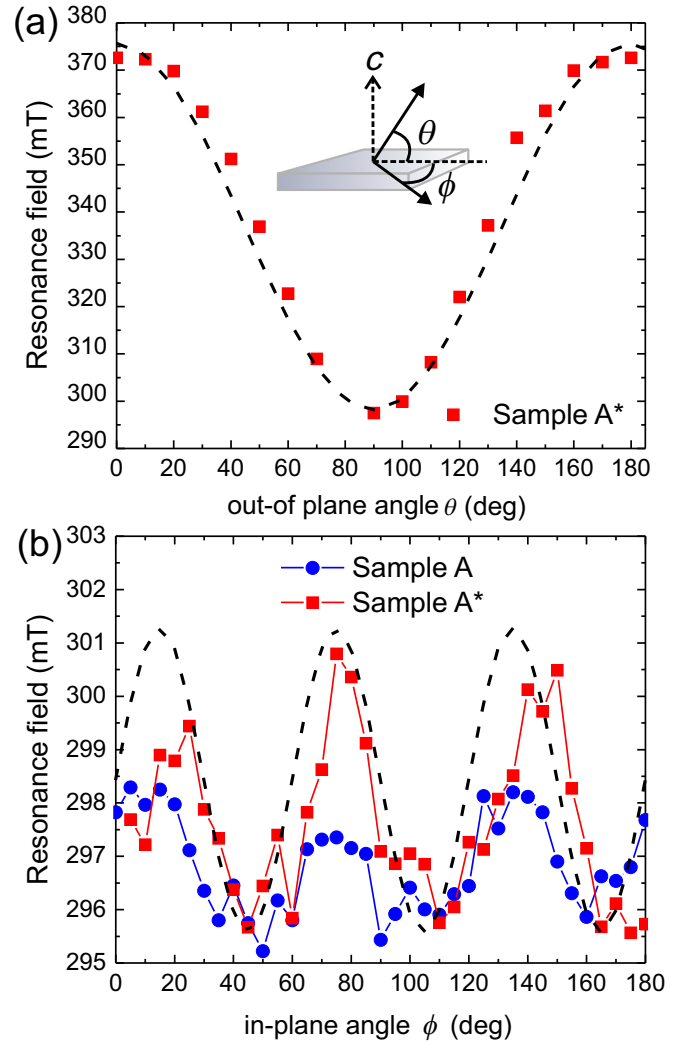 (a)
380
370
360
350
340
330
320
310
300
290
Resonance field (mT)
c
θ
ϕ
Sample A*
0 20 40 60 80 100 120 140 160 180
out-of plane angle θ (deg)
(b)
303
302
301
300
299
298
297
296
295
Resonance field (mT)
Sample A
Sample A*
0 20 40 60 80 100 120 140 160 180
in-plane angle ϕ (deg)